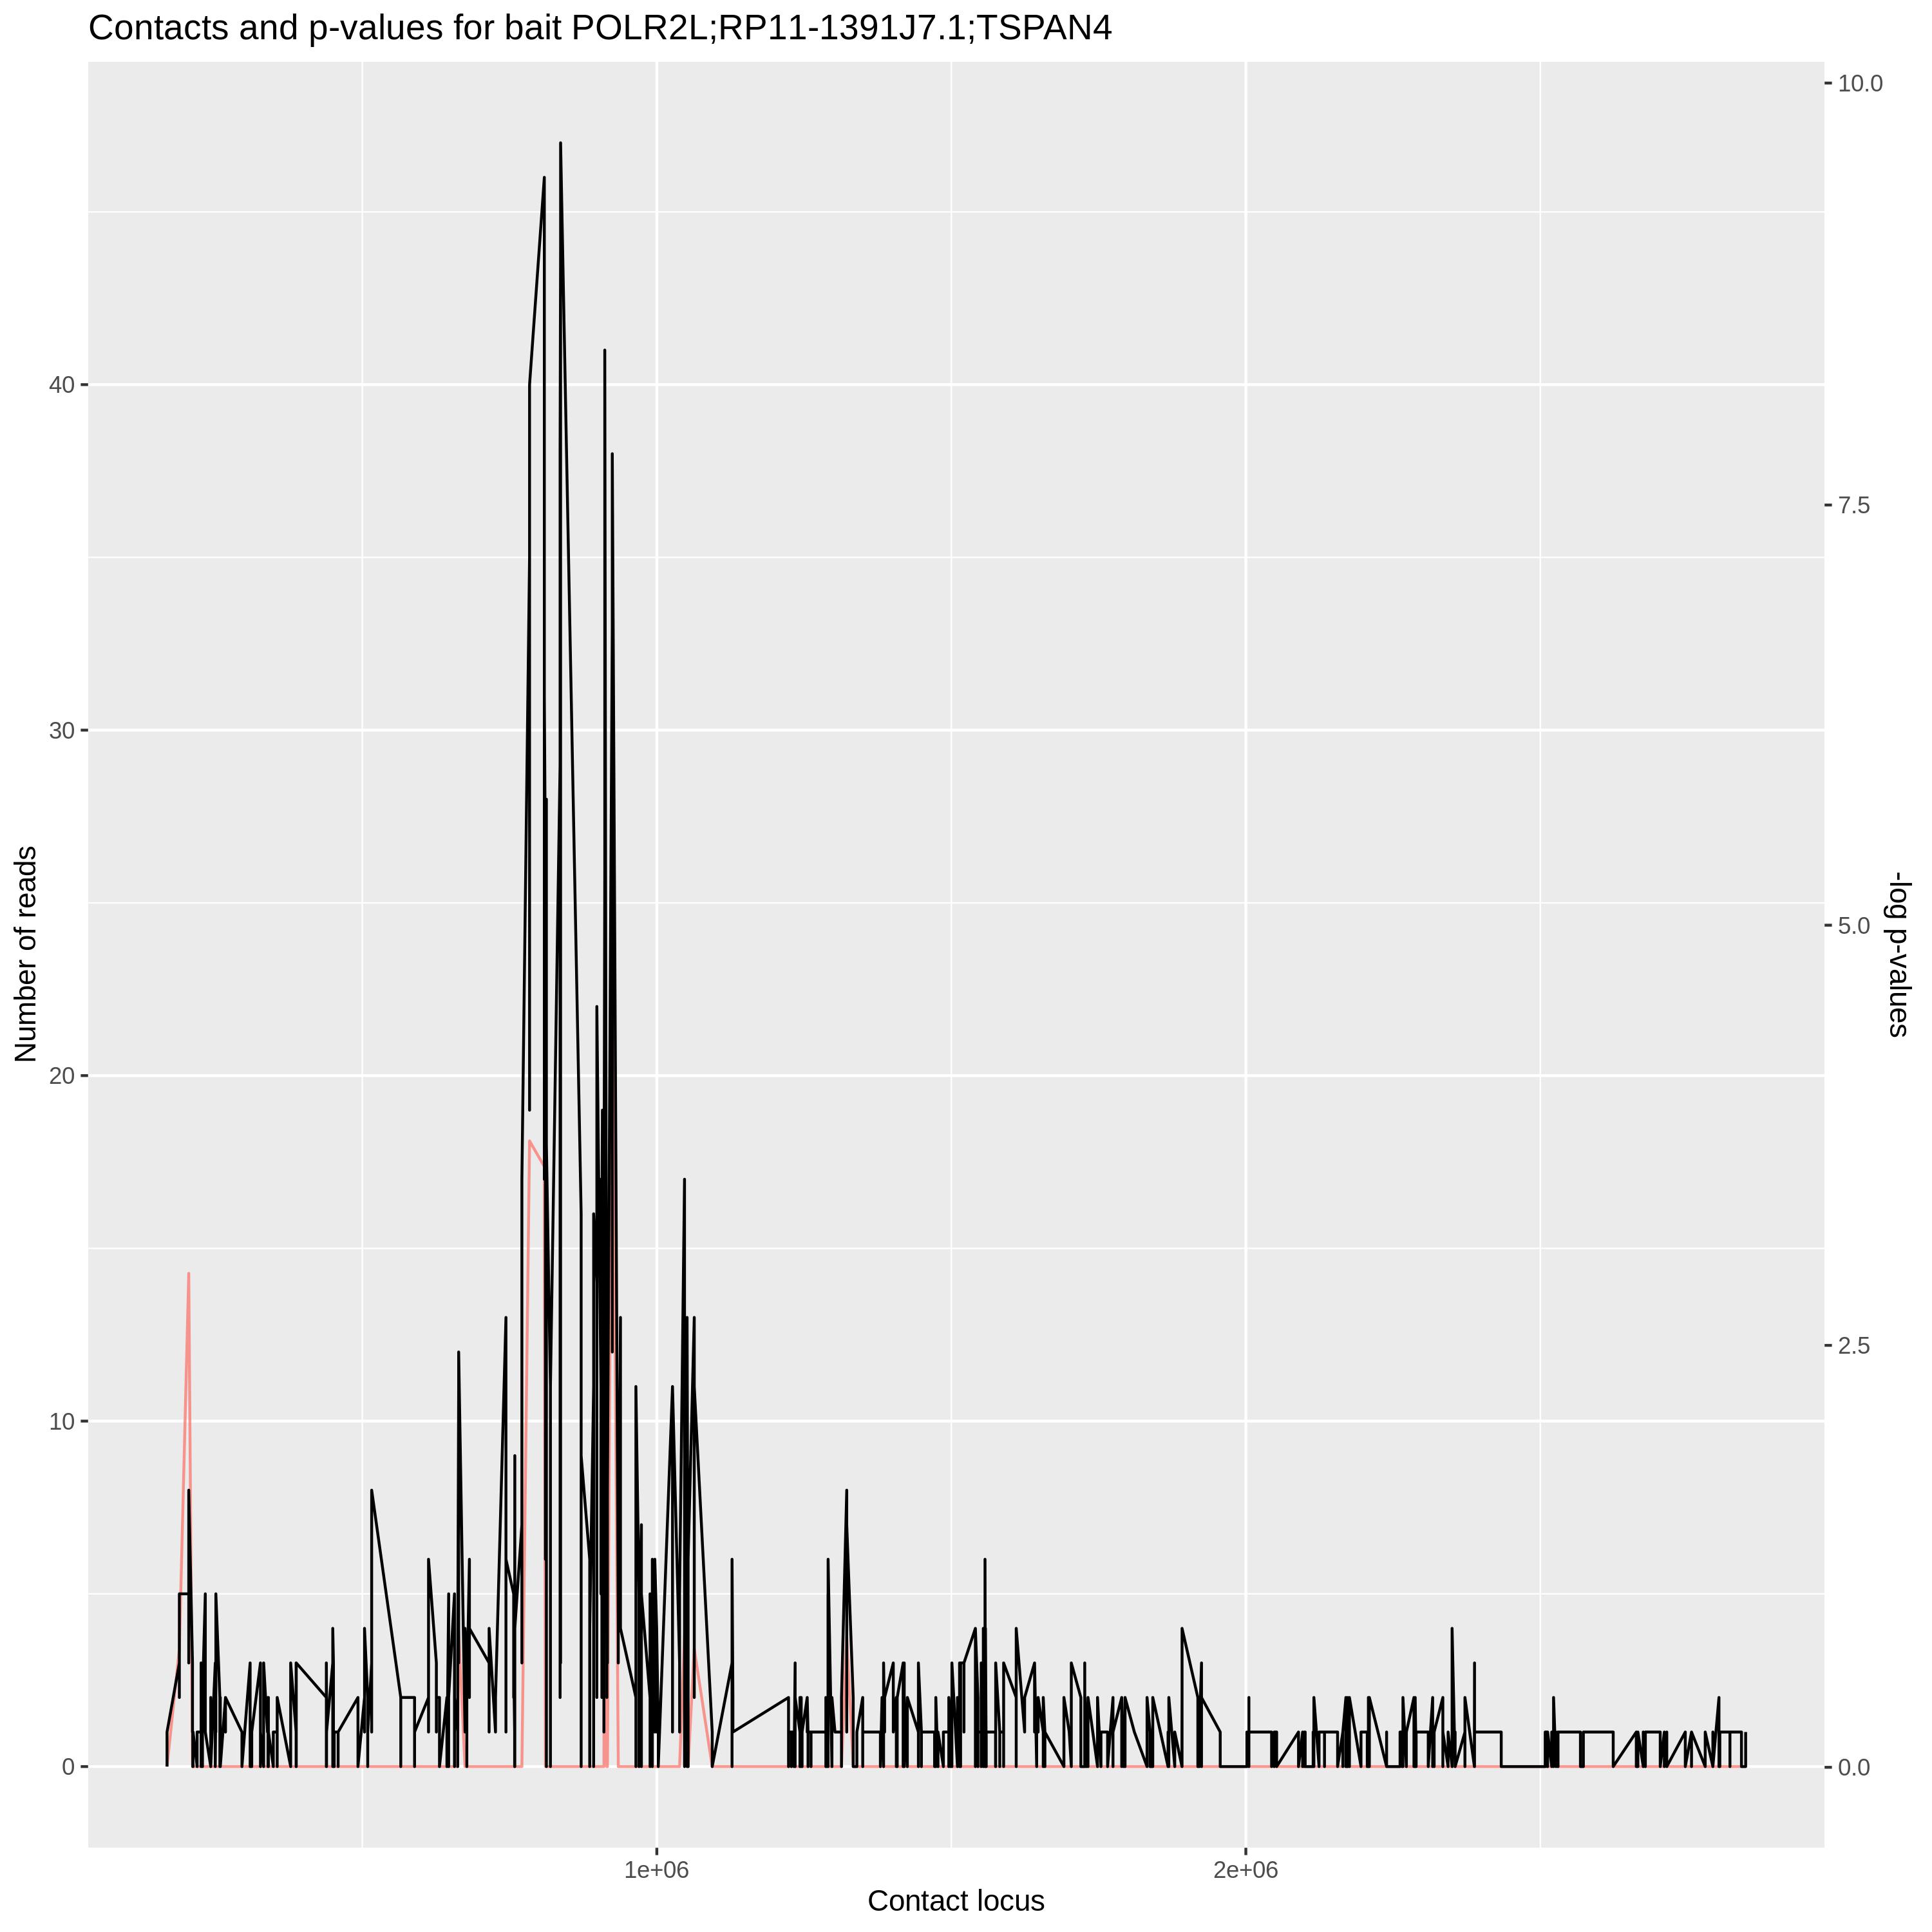 Contacts and p-values for bait POLR2L;RP11-1391J7.1;TSPAN4
Number of reads
40
30
20
10
0
10.0
7.5
5.0
2.5
0.0
-log p-values
1e+06
2e+06
Contact locus